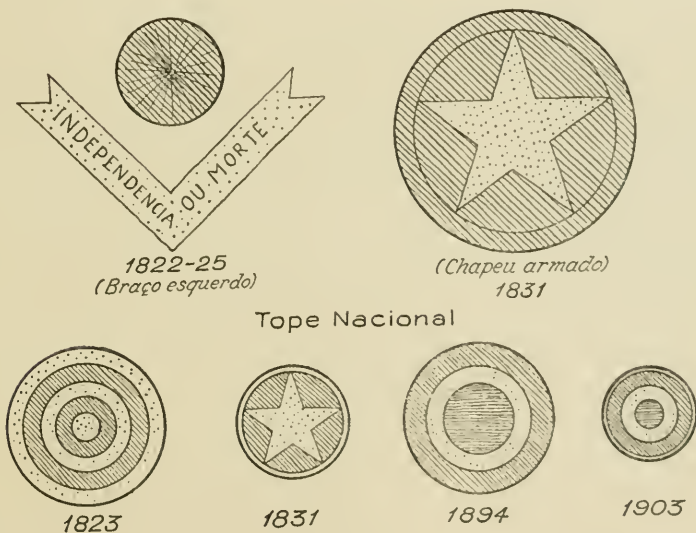 INDEPENDENCIA OU MORTE
1822-25
(Braço esquerdo)
(Chapeu armado)
1831
Tope Nacional
1823
1831
1894
1903